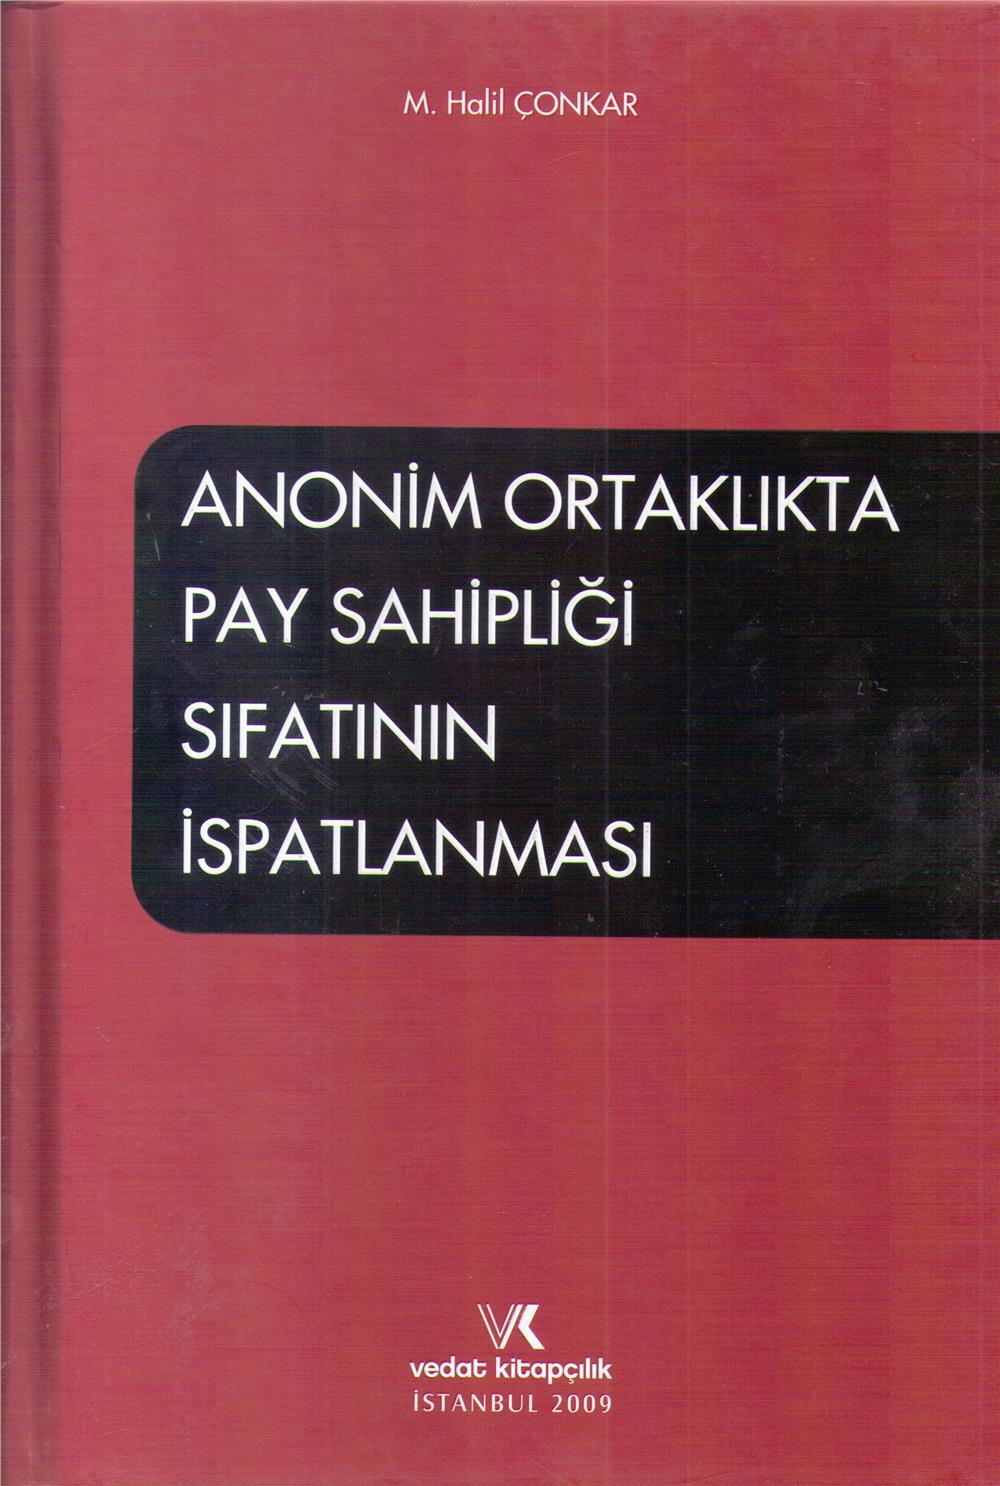 M. Halil ÇONKAR
ANONİM ORTAKLIKTA
PAY SAHİPLİĞİ
SIFATININ
İSPATLANMASI
VK
vedat kitapçılık
İSTANBUL 2009